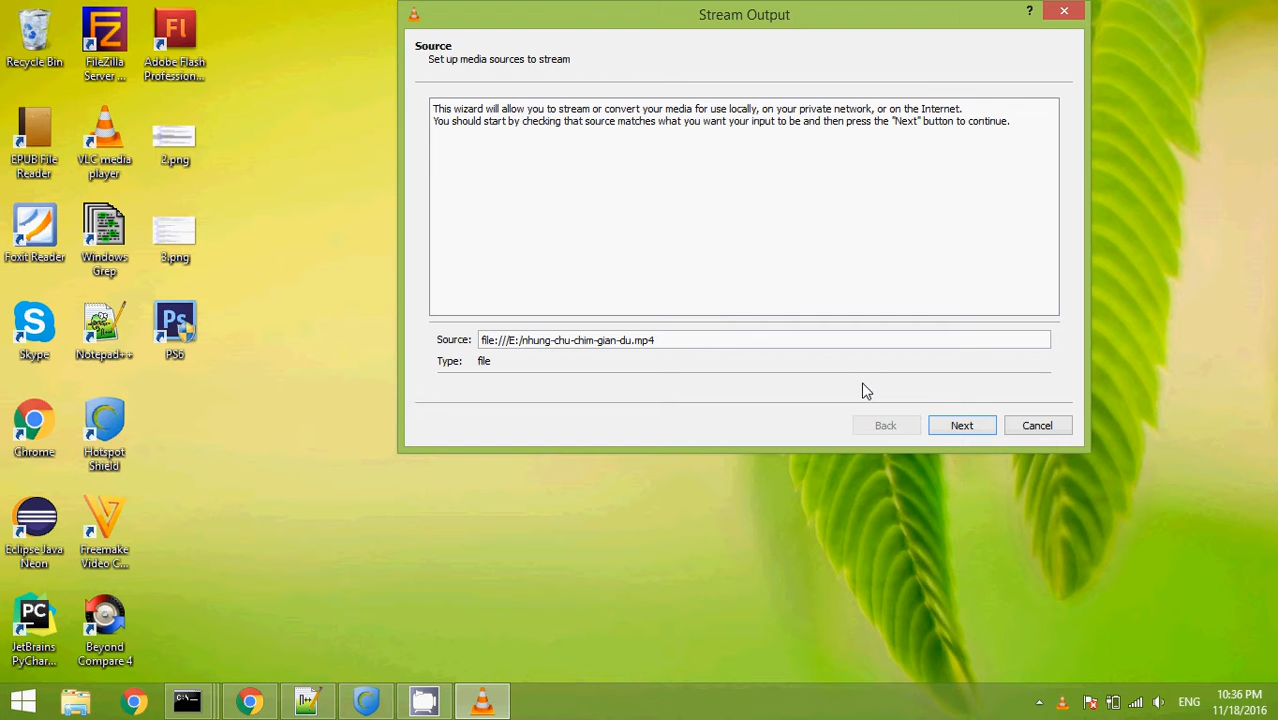 Stream Output
?
Source
Set up media sources to stream
This wizard will allow you to stream or convert your media for use locally, on your private network, or on the Internet.
You should start by checking that source matches what you want your input to be and then press the "Next" button to continue.
Source: file:///E:/nhung-chu-chim-gian-du.mp4
Type: file
Back
Next
Cancel
Recycle Bin
FileZilla
Server ...
Adobe Flash
Profession...
EPUB File
Reader
VLC media
player
2.png
Foxit Reader
Windows
Grep
3.png
Skype
Notepad++
PS6
Chrome
Hotspot
Shield
Eclipse Java
Neon
Freemake
Video C...
JetBrains
PyChar...
Beyond
Compare 4
Fl
Ps
PC
ENG
10:36 PM
11/18/2016